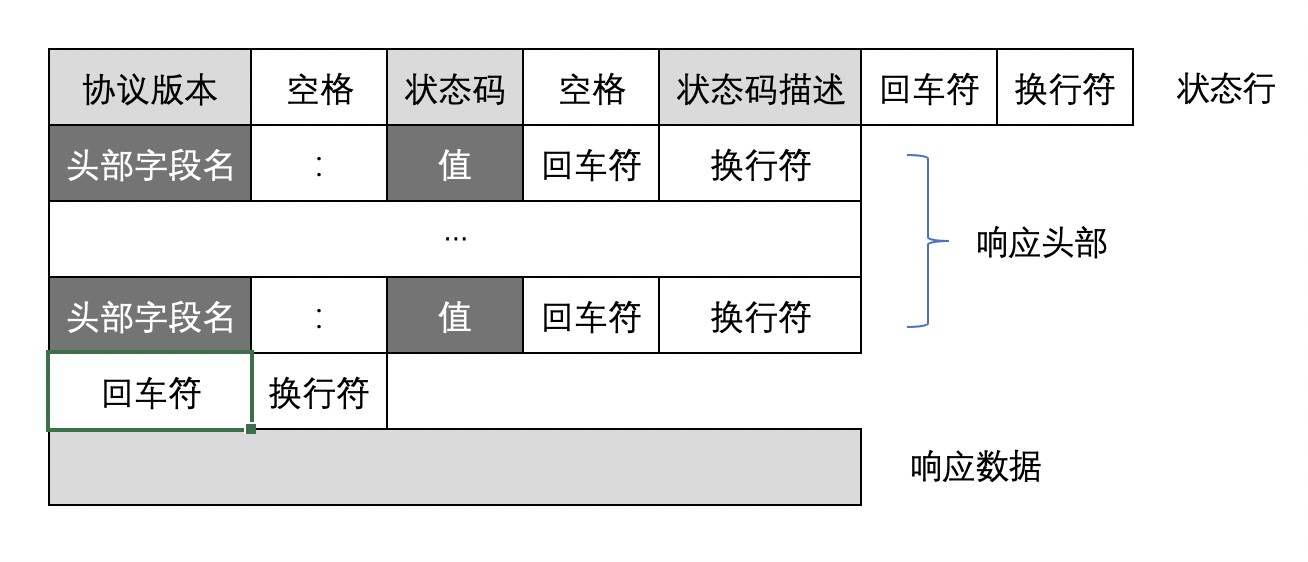 协议版本 空格 状态码 空格 状态码描述 回车符 换行符 状态行
头部字段名 : 值 回车符 换行符
...
响应头部
头部字段名 : 值 回车符 换行符
回车符 换行符
响应数据